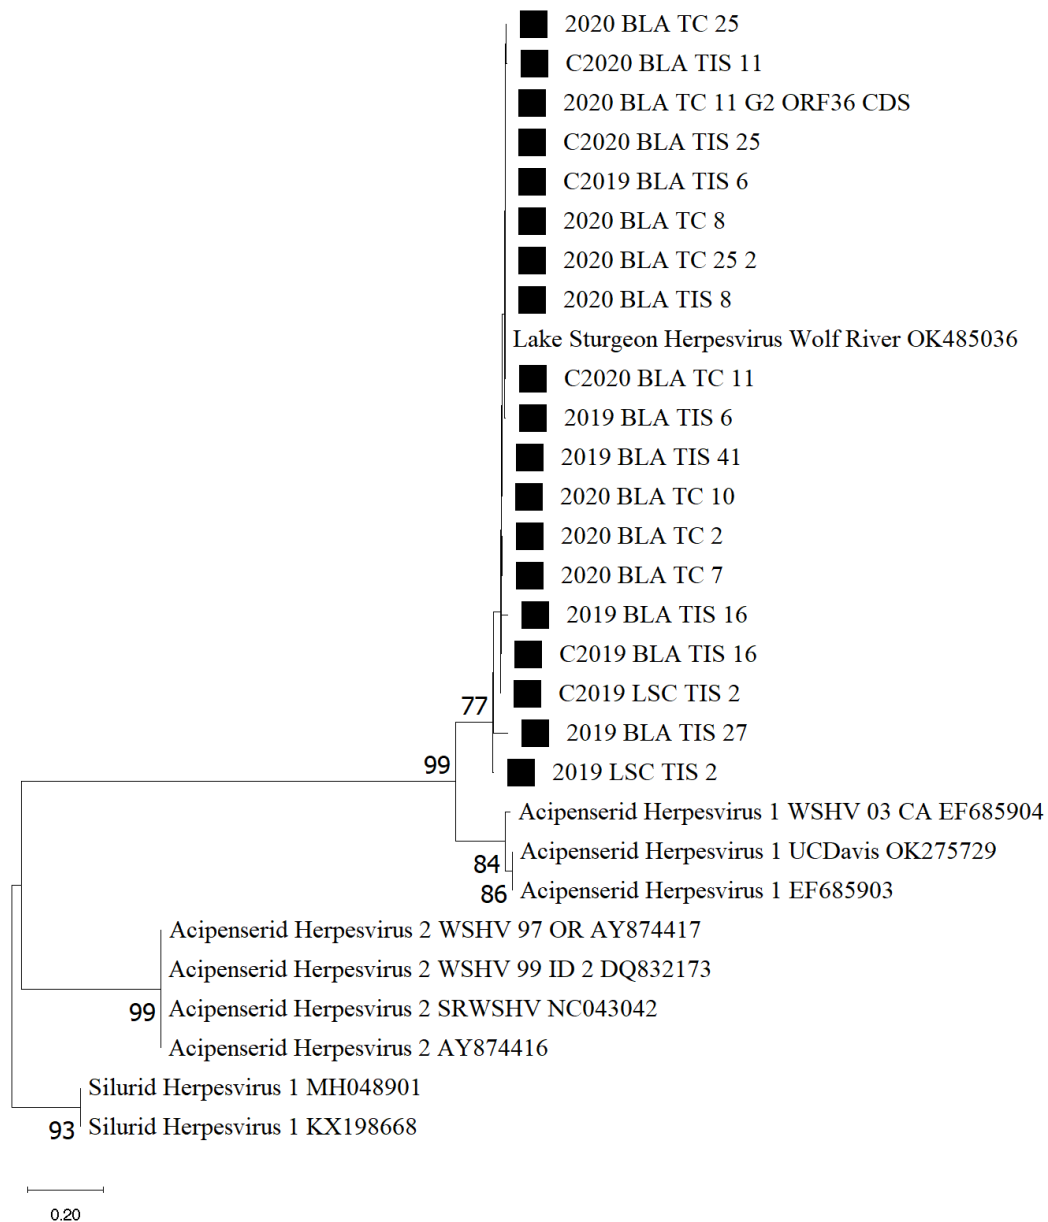 2020 BLA TC 25
C2020 BLA TIS 11
2020 BLA TC 11 G2 ORF36 CDS
C2020 BLA TIS 25
C2019 BLA TIS 6
2020 BLA TC 8
2020 BLA TC 25 2
2020 BLA TIS 8
Lake Sturgeon Herpesvirus Wolf River OK485036
C2020 BLA TC 11
2019 BLA TIS 6
2019 BLA TIS 41
2020 BLA TC 10
2020 BLA TC 2
2020 BLA TC 7
2019 BLA TIS 16
C2019 BLA TIS 16
C2019 LSC TIS 2
77
2019 BLA TIS 27
99
2019 LSC TIS 2
Acipenserid Herpesvirus 1 WSHV 03 CA EF685904
Acipenserid Herpesvirus 1 UCDavis OK275729
84
86
Acipenserid Herpesvirus 1 EF685903
Acipenserid Herpesvirus 2 WSHV 97 OR AY874417
Acipenserid Herpesvirus 2 WSHV 99 ID 2 DQ832173
99
Acipenserid Herpesvirus 2 SRWSHV NC043042
Acipenserid Herpesvirus 2 AY874416
Silurid Herpesvirus 1 MH048901
93
Silurid Herpesvirus 1 KX198668
0.20